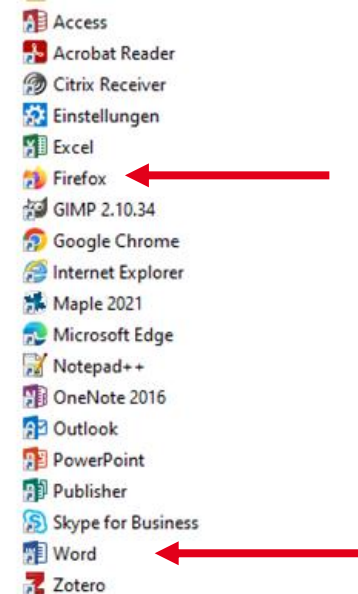 Access
Acrobat Reader
Citrix Receiver
Einstellungen
Excel
Firefox
GIMP 2.10.34
Google Chrome
Internet Explorer
Maple 2021
Microsoft Edge
Notepad++
OneNote 2016
Outlook
PowerPoint
Publisher
Skype for Business
Word
Zotero